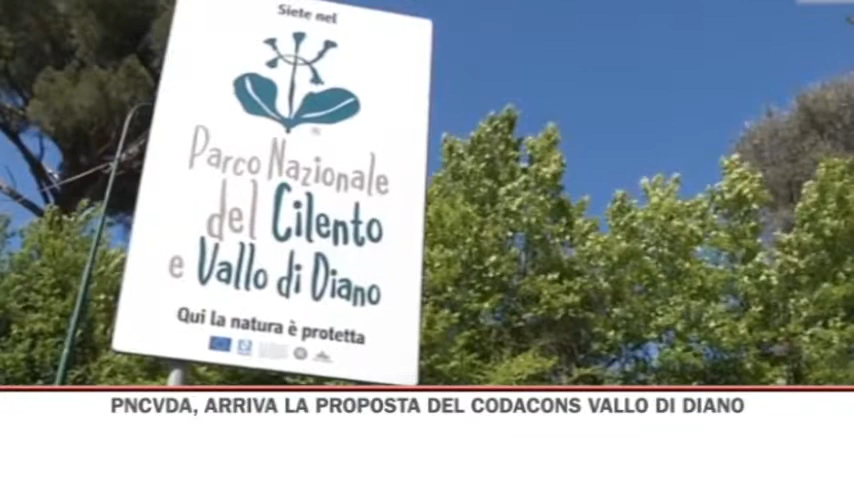 Siete nel
Parco Nazionale
del Cilento
e Vallo di Diano
Qui la natura è protetta
PNCVDA, ARRIVA LA PROPOSTA DEL CODACONS VALLO DI DIANO